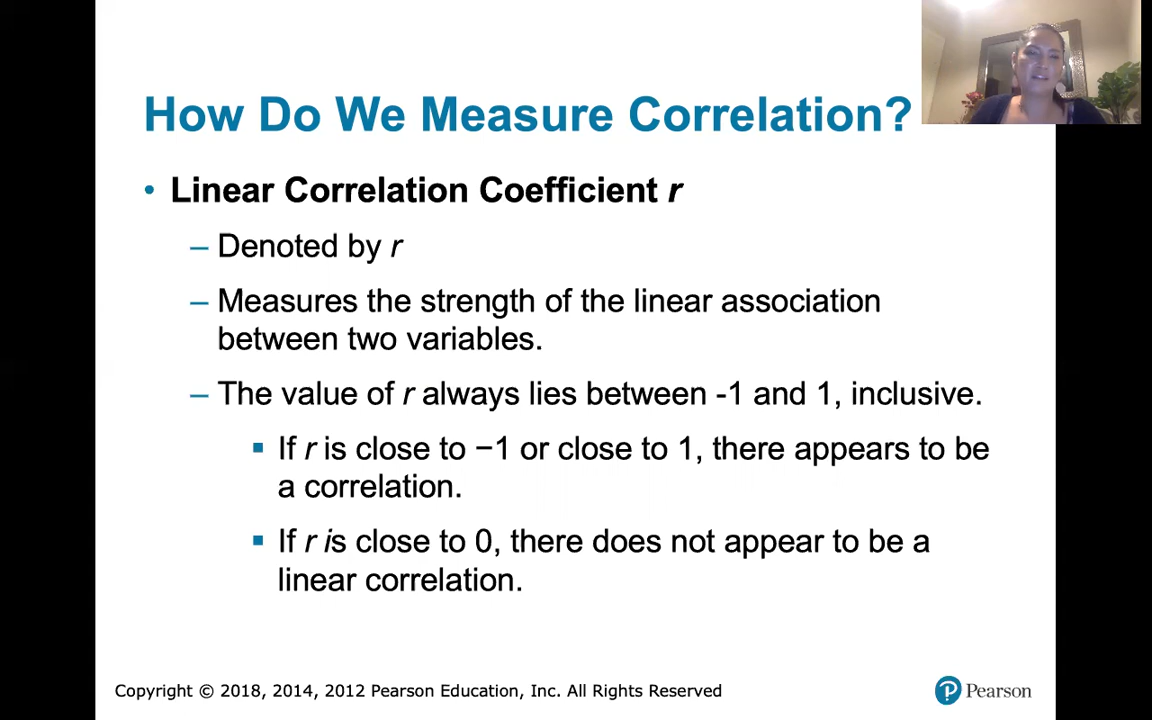 How Do We Measure Correlation?
• Linear Correlation Coefficient r
– Denoted by r
– Measures the strength of the linear association
between two variables.
– The value of r always lies between -1 and 1, inclusive.
▪ If r is close to −1 or close to 1, there appears to be
a correlation.
▪ If r is close to 0, there does not appear to be a
linear correlation.
Copyright © 2018, 2014, 2012 Pearson Education, Inc. All Rights Reserved
P Pearson